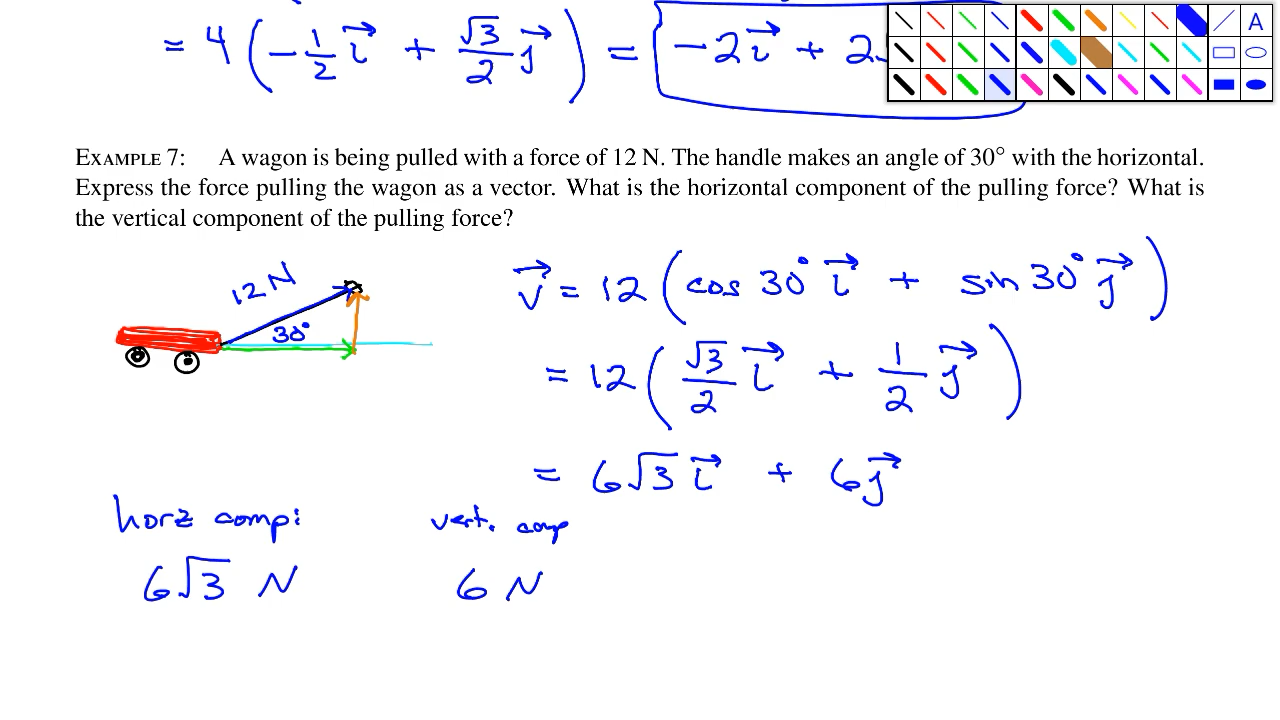 = 4 ( - 1/2 i⃗ + √3/2 j⃗ ) = - 2 i⃗ + 2
A
EXAMPLE 7: A wagon is being pulled with a force of 12 N. The handle makes an angle of 30° with the horizontal.
Express the force pulling the wagon as a vector. What is the horizontal component of the pulling force? What is
the vertical component of the pulling force?
12 N
30°
v⃗ = 12 ( cos 30° i⃗ + sin 30° j⃗ )
= 12 ( √3/2 i⃗ + 1/2 j⃗ )
= 6√3 i⃗ + 6 j⃗
horz comp:
6√3 N
vert. comp
6 N